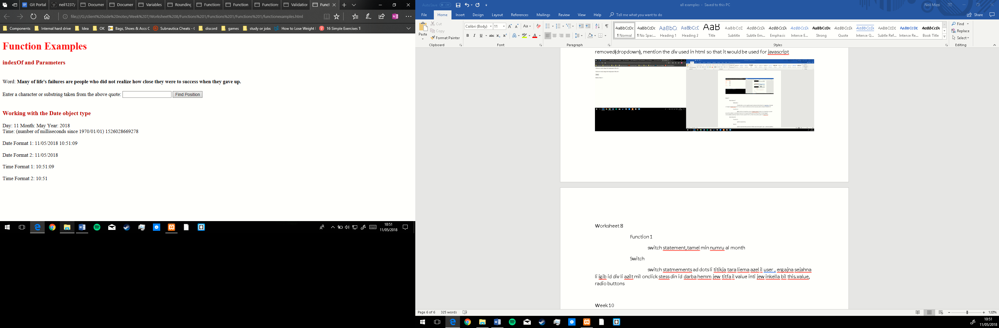 Git Portal
neil1237/
Documer
Documer
Variables
Rounding
Functions
Function
Functions
Validation
Funct
file:///G:/client%20side%20notes/Week%207/Worksheet%208/Functions%201/Functions%201/Functions%201/functionexamples.html
Components
Internal hard drive
Idea
OK
Bags, Shoes & Accs C
Subnautica Cheats - (
discord
games
study or jobs
How to Lose Weight
16 Simple Exercises T
Function Examples
indexOf and Parameters
Word: Many of life's failures are people who did not realize how close they were to success when they gave up.
Enter a character or substring taken from the above quote: Find Position
Working with the Date object type
Day: 11 Month: May Year: 2018
Time: (number of milliseconds since 1970/01/01) 1526028669278
Date Format 1: 11/05/2018 10:51:09
Date Format 2: 11/05/2018
Time Format 1: 10:51:09
Time Format 2: 10:51
10:51
11/05/2018
AutoSave Off
all examples - Saved to this PC
Neil Mizzi
File Home Insert Design Layout References Mailings Review View Help Tell me what you want to do
Share
Paste
Cut
Copy
Format Painter
Clipboard
Calibri (Body) 11
Font
Paragraph
AaBbCcDc AaBbCcDc AaBbCc AaBbCcC AaB AaBbCcD AaBbCcDc AaBbCcDc AaBbCcDc AaBbCcDc AaBbCcDc AaBbCcDc AABBCCDC AABBCCDC AaBbCcDc
¶ Normal ¶ No Spac... Heading 1 Heading 2 Title Subtitle Subtle Em... Emphasis Intense E... Strong Quote Intense Q... Subtle Ref... Intense Re... Book Title
Styles
Find
Replace
Select
Editing
removed(dropdown), mention the div used in html so that it would be used for javascript
Worksheet 8
Function 1
switch statement,tamel min numru al month
Switch
switch statmements ad dots li titikja tara liema azel il user , ergajna sejahna
li igib id div li azilt mil onclick stess din id darba hemm jew titfa il value inti jew inkella bil this.value,
radio buttons
Week 10
Page 6 of 6 325 words
120%
10:51
11/05/2018